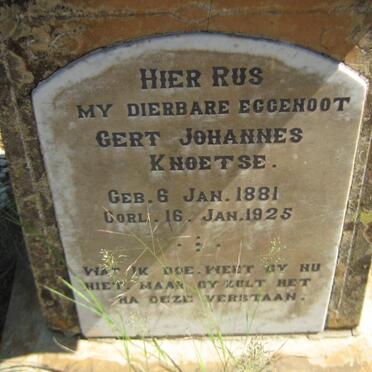 HIER RUS
MY DIERBARE EGGENOOT
GERT JOHANNES
KNOETSE.
GEB. 6 JAN. 1881
OORL. 16. JAN. 1925
WAT IK DOE. WEET GY NU
NIET. MAAR GY ZULT HET
NA DEZE VERSTAAN.